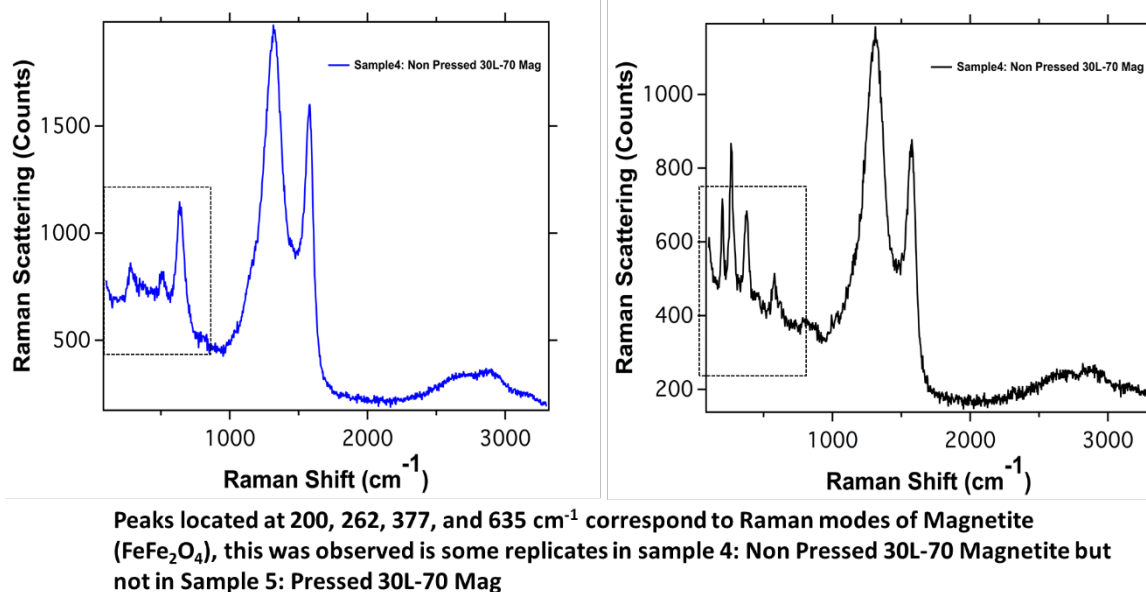 Sample4: Non Pressed 30L-70 Mag
Raman Scattering (Counts)
1500
1000
500
1000
2000
3000
Raman Shift (cm-1)
Sample4: Non Pressed 30L-70 Mag
Raman Scattering (Counts)
1000
800
600
400
200
1000
2000
3000
Raman Shift (cm-1)
Peaks located at 200, 262, 377, and 635 cm-1 correspond to Raman modes of Magnetite
(FeFe2O4), this was observed is some replicates in sample 4: Non Pressed 30L-70 Magnetite but
not in Sample 5: Pressed 30L-70 Mag